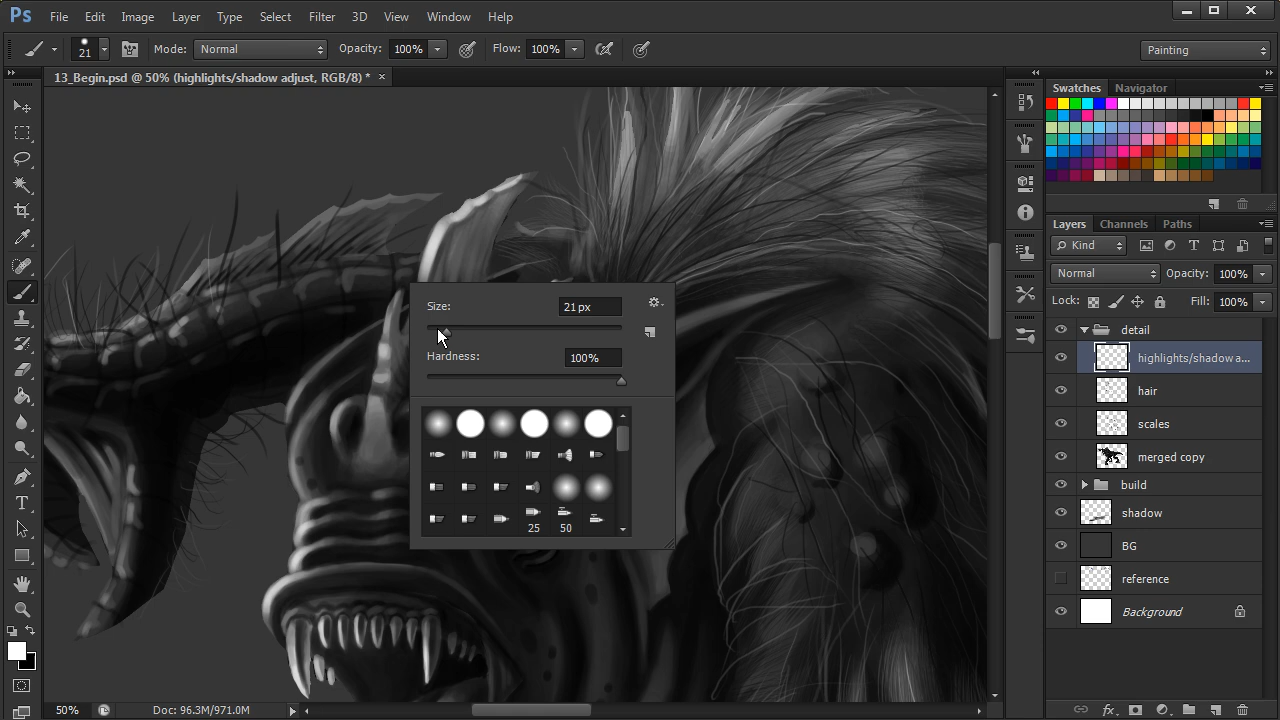 Ps File Edit Image Layer Type Select Filter 3D View Window Help
21 Mode: Normal Opacity: 100% Flow: 100% Painting
13_Begin.psd @ 50% (highlights/shadow adjust, RGB/8) * ×
Swatches Navigator
Layers Channels Paths
Kind
Normal Opacity: 100%
Lock: Fill: 100%
detail
highlights/shadow a...
hair
scales
merged copy
build
shadow
BG
reference
Background
Size: 21 px
Hardness: 100%
25 50
50% Doc: 96.3M/971.0M